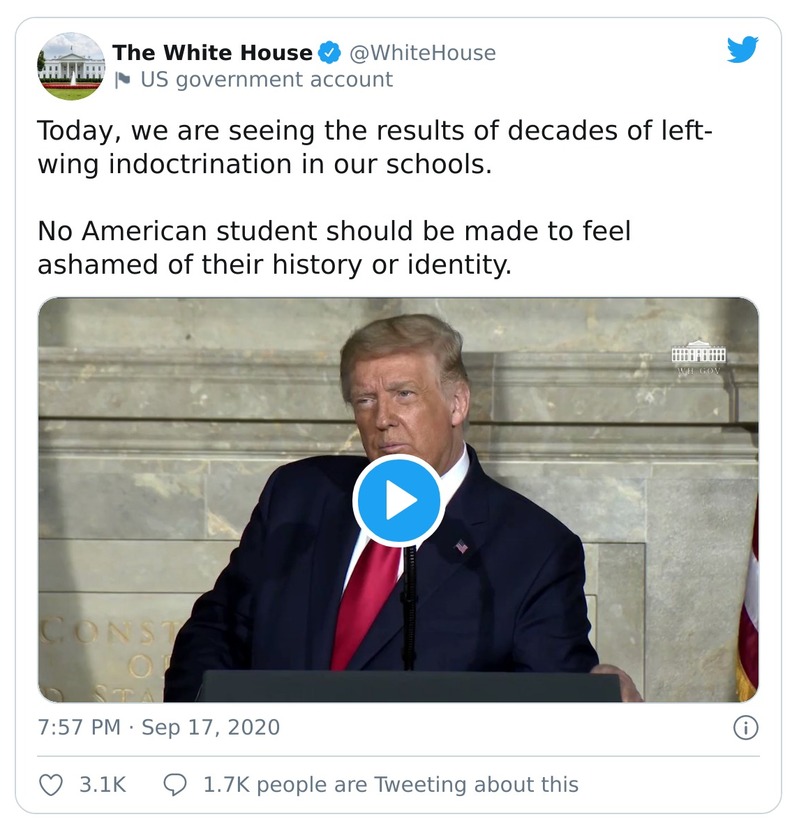 The White House @WhiteHouse
US government account
Today, we are seeing the results of decades of left-
wing indoctrination in our schools.
No American student should be made to feel
ashamed of their history or identity.
WH.GOV
CONST
OF
D STA
7:57 PM · Sep 17, 2020
3.1K 1.7K people are Tweeting about this